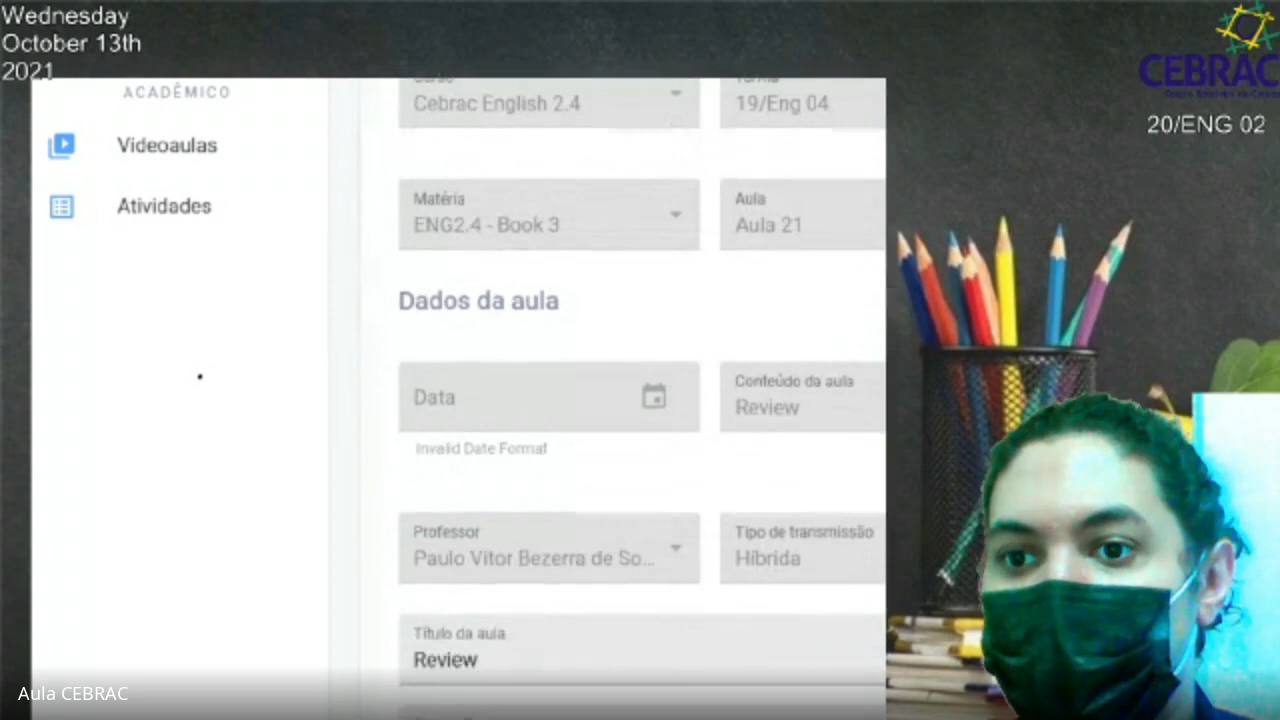 Wednesday
October 13th
2021
CEBRAC
20/ENG 02
ACADÊMICO
Videoaulas
Atividades
Cebrac English 2.4
19/Eng 04
Matéria
ENG2.4 - Book 3
Aula
Aula 21
Dados da aula
Data
Invalid Date Format
Conteúdo da aula
Review
Professor
Paulo Vitor Bezerra de So...
Tipo de transmissão
Híbrida
Título da aula
Review
Aula CEBRAC